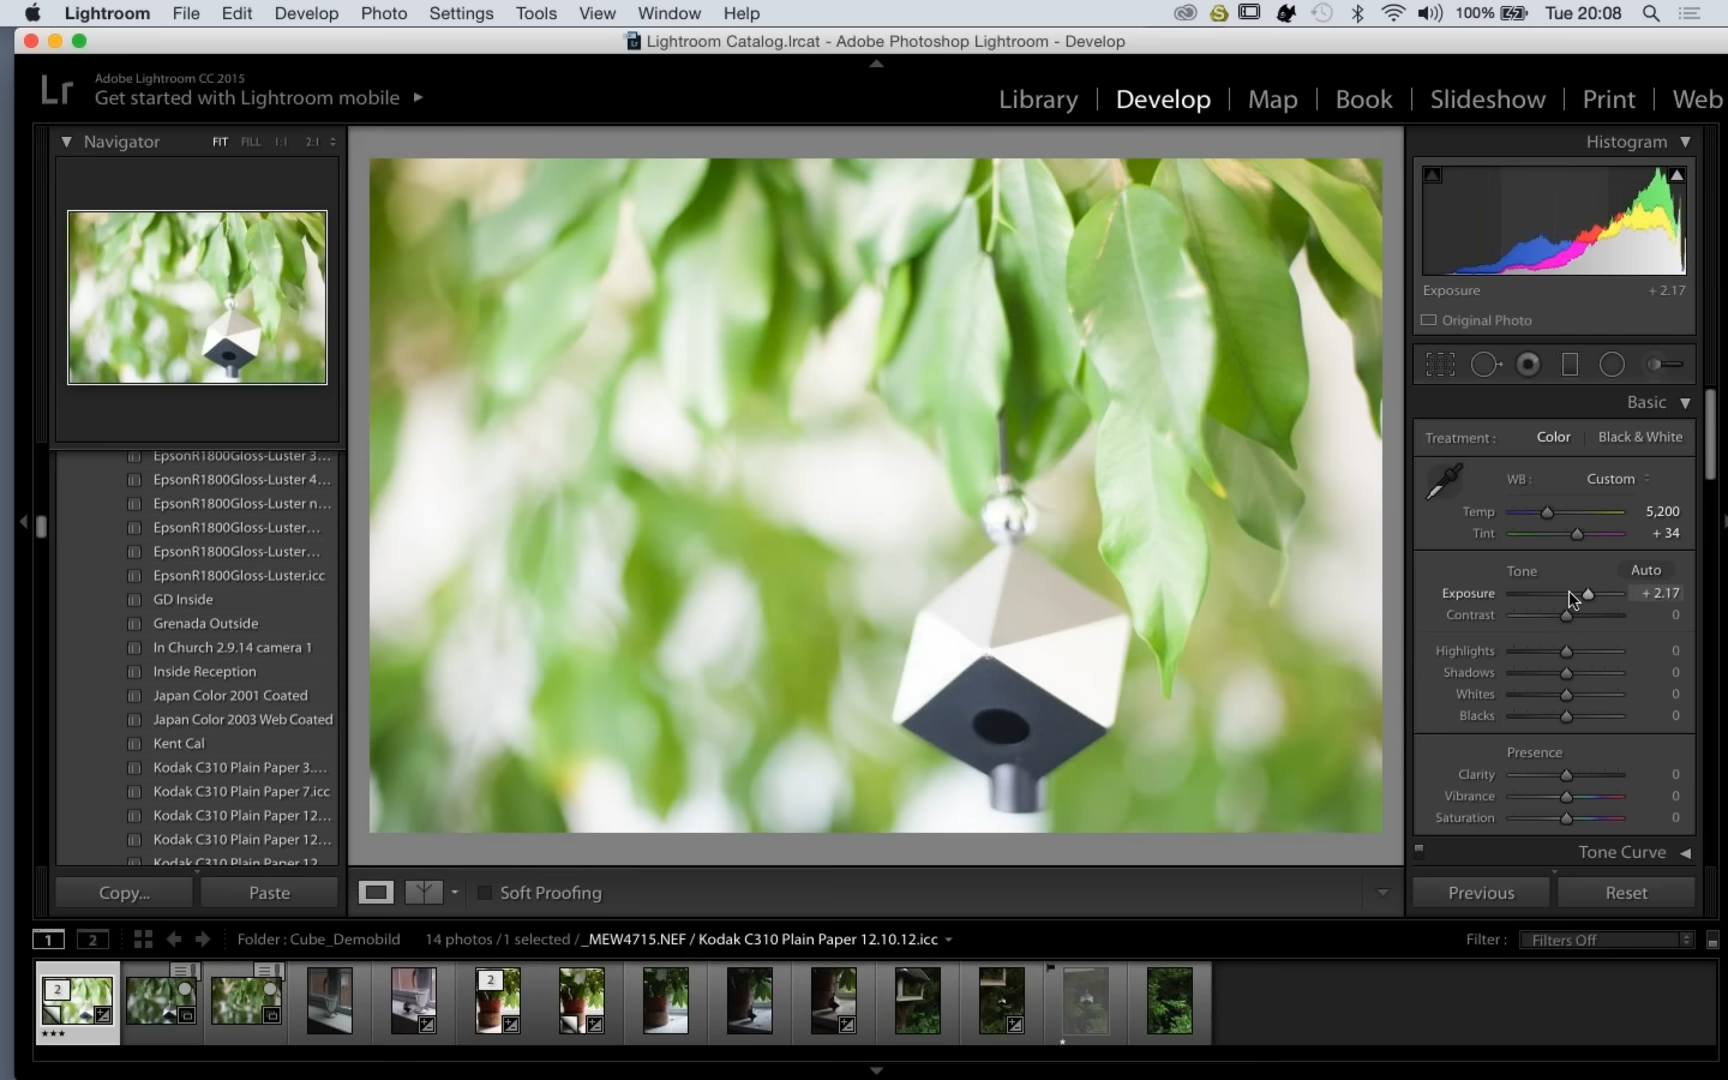 Lightroom File Edit Develop Photo Settings Tools View Window Help 100% Tue 20:08
Lightroom Catalog.lrcat - Adobe Photoshop Lightroom - Develop
Lr
Adobe Lightroom CC 2015
Get started with Lightroom mobile
Library | Develop | Map | Book | Slideshow | Print | Web
Navigator FIT FILL 1:1 2:1
EpsonR1800Gloss-Luster 3...
EpsonR1800Gloss-Luster 4...
EpsonR1800Gloss-Luster n...
EpsonR1800Gloss-Luster...
EpsonR1800Gloss-Luster...
EpsonR1800Gloss-Luster.icc
GD Inside
Grenada Outside
In Church 2.9.14 camera 1
Inside Reception
Japan Color 2001 Coated
Japan Color 2003 Web Coated
Kent Cal
Kodak C310 Plain Paper 3....
Kodak C310 Plain Paper 7.icc
Kodak C310 Plain Paper 12...
Kodak C310 Plain Paper 12...
Kodak C310 Plain Paper 12
Copy... Paste
Soft Proofing
Histogram
Exposure + 2.17
Original Photo
Basic
Treatment : Color Black & White
WB : Custom
Temp 5,200
Tint + 34
Tone Auto
Exposure + 2.17
Contrast 0
Highlights 0
Shadows 0
Whites 0
Blacks 0
Presence
Clarity 0
Vibrance 0
Saturation 0
Tone Curve
Previous Reset
1 2 Folder : Cube_Demobild 14 photos /1 selected /_MEW4715.NEF / Kodak C310 Plain Paper 12.10.12.icc Filter : Filters Off
2 2